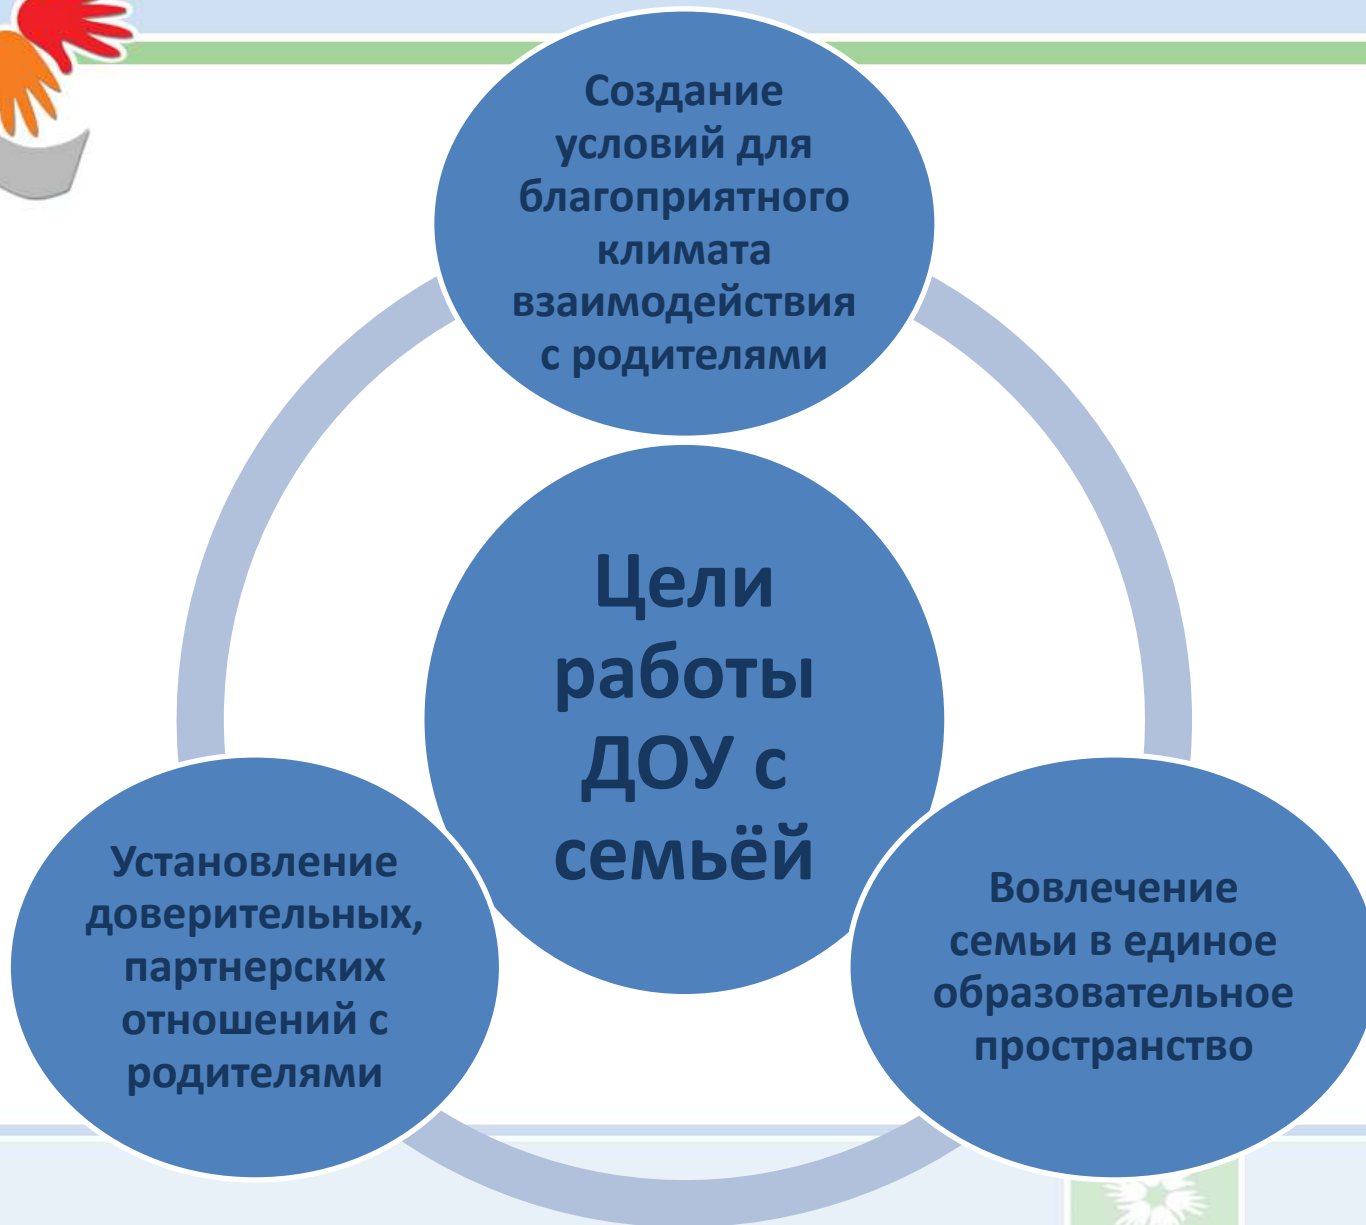 Создание
условий для
благоприятного
климата
взаимодействия
с родителями
Цели
работы
ДОУ с
семьёй
Установление
доверительных,
партнерских
отношений с
родителями
Вовлечение
семьи в единое
образовательное
пространство